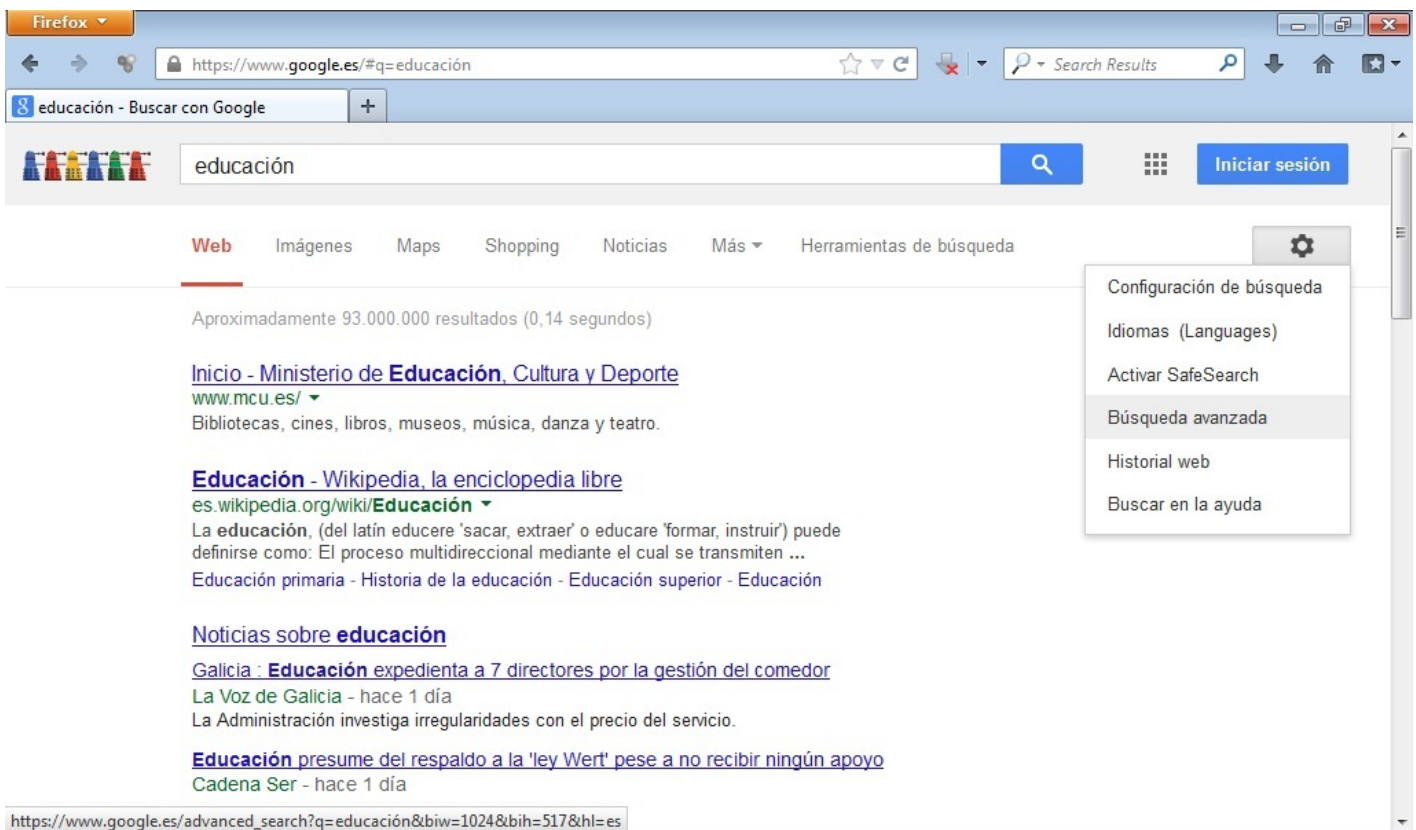 Firefox
https://www.google.es/#q=educación
Search Results
educación - Buscar con Google
educación
Iniciar sesión
Web Imágenes Maps Shopping Noticias Más Herramientas de búsqueda
Configuración de búsqueda
Idiomas (Languages)
Activar SafeSearch
Búsqueda avanzada
Historial web
Buscar en la ayuda
Aproximadamente 93.000.000 resultados (0,14 segundos)
Inicio - Ministerio de Educación, Cultura y Deporte
www.mcu.es/
Bibliotecas, cines, libros, museos, música, danza y teatro.
Educación - Wikipedia, la enciclopedia libre
es.wikipedia.org/wiki/Educación
La educación, (del latín educere 'sacar, extraer' o educare 'formar, instruir') puede
definirse como: El proceso multidireccional mediante el cual se transmiten ...
Educación primaria - Historia de la educación - Educación superior - Educación
Noticias sobre educación
Galicia : Educación expedienta a 7 directores por la gestión del comedor
La Voz de Galicia - hace 1 día
La Administración investiga irregularidades con el precio del servicio.
Educación presume del respaldo a la 'ley Wert' pese a no recibir ningún apoyo
Cadena Ser - hace 1 día
https://www.google.es/advanced_search?q=educación&biw=1024&bih=517&hl=es